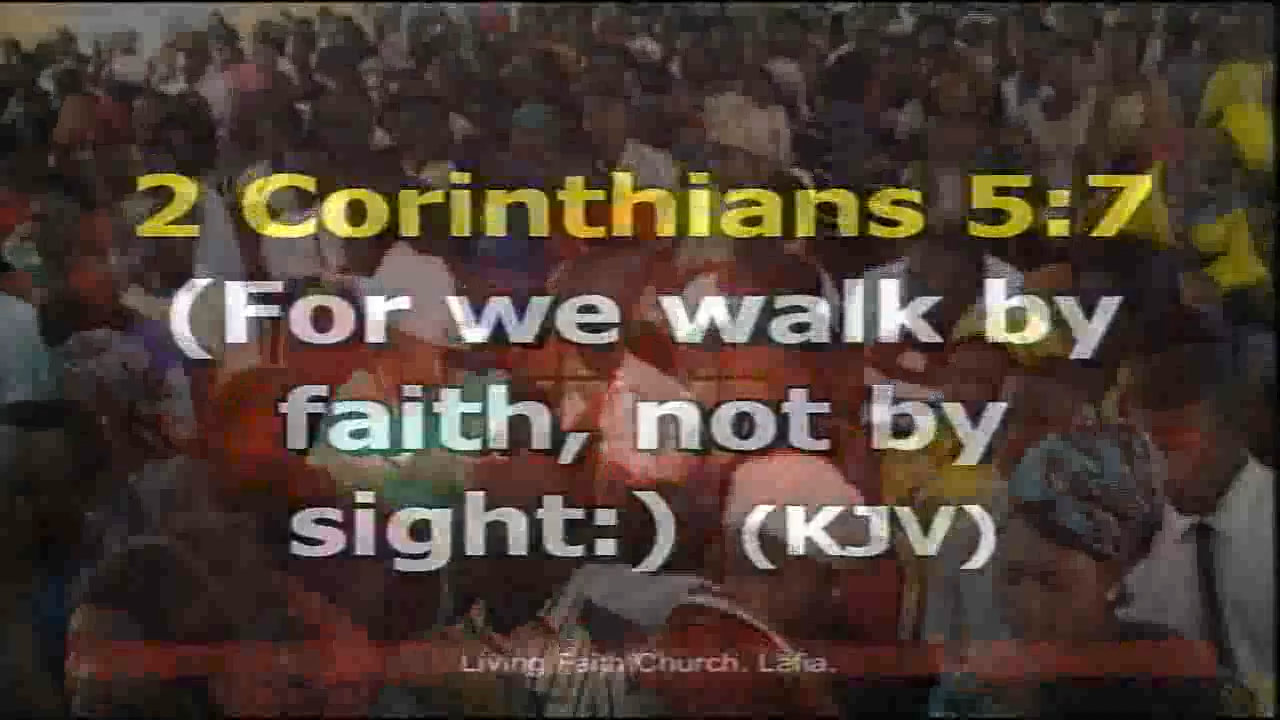 2 Corinthians 5:7
(For we walk by
faith, not by
sight:) (KJV)
Living Faith Church. Lafia.